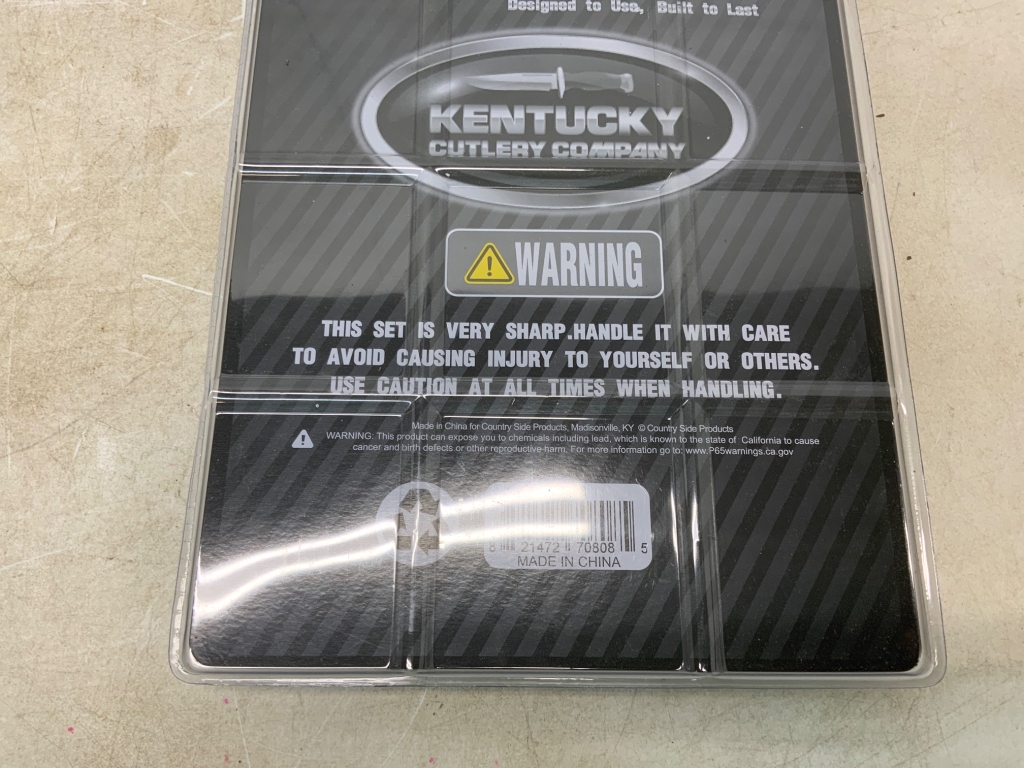 Designed to Use, Built to Last
KENTUCKY
CUTLERY COMPANY
WARNING
THIS SET IS VERY SHARP.HANDLE IT WITH CARE
TO AVOID CAUSING INJURY TO YOURSELF OR OTHERS.
USE CAUTION AT ALL TIMES WHEN HANDLING.
Made in China for Country Side Products, Madisonville, KY © Country Side Products
WARNING: This product can expose you to chemicals including lead, which is known to the state of California to cause
cancer and birth defects or other reproductive harm. For more information go to: www.P65warnings.ca.gov
8 21472 70808 5
MADE IN CHINA